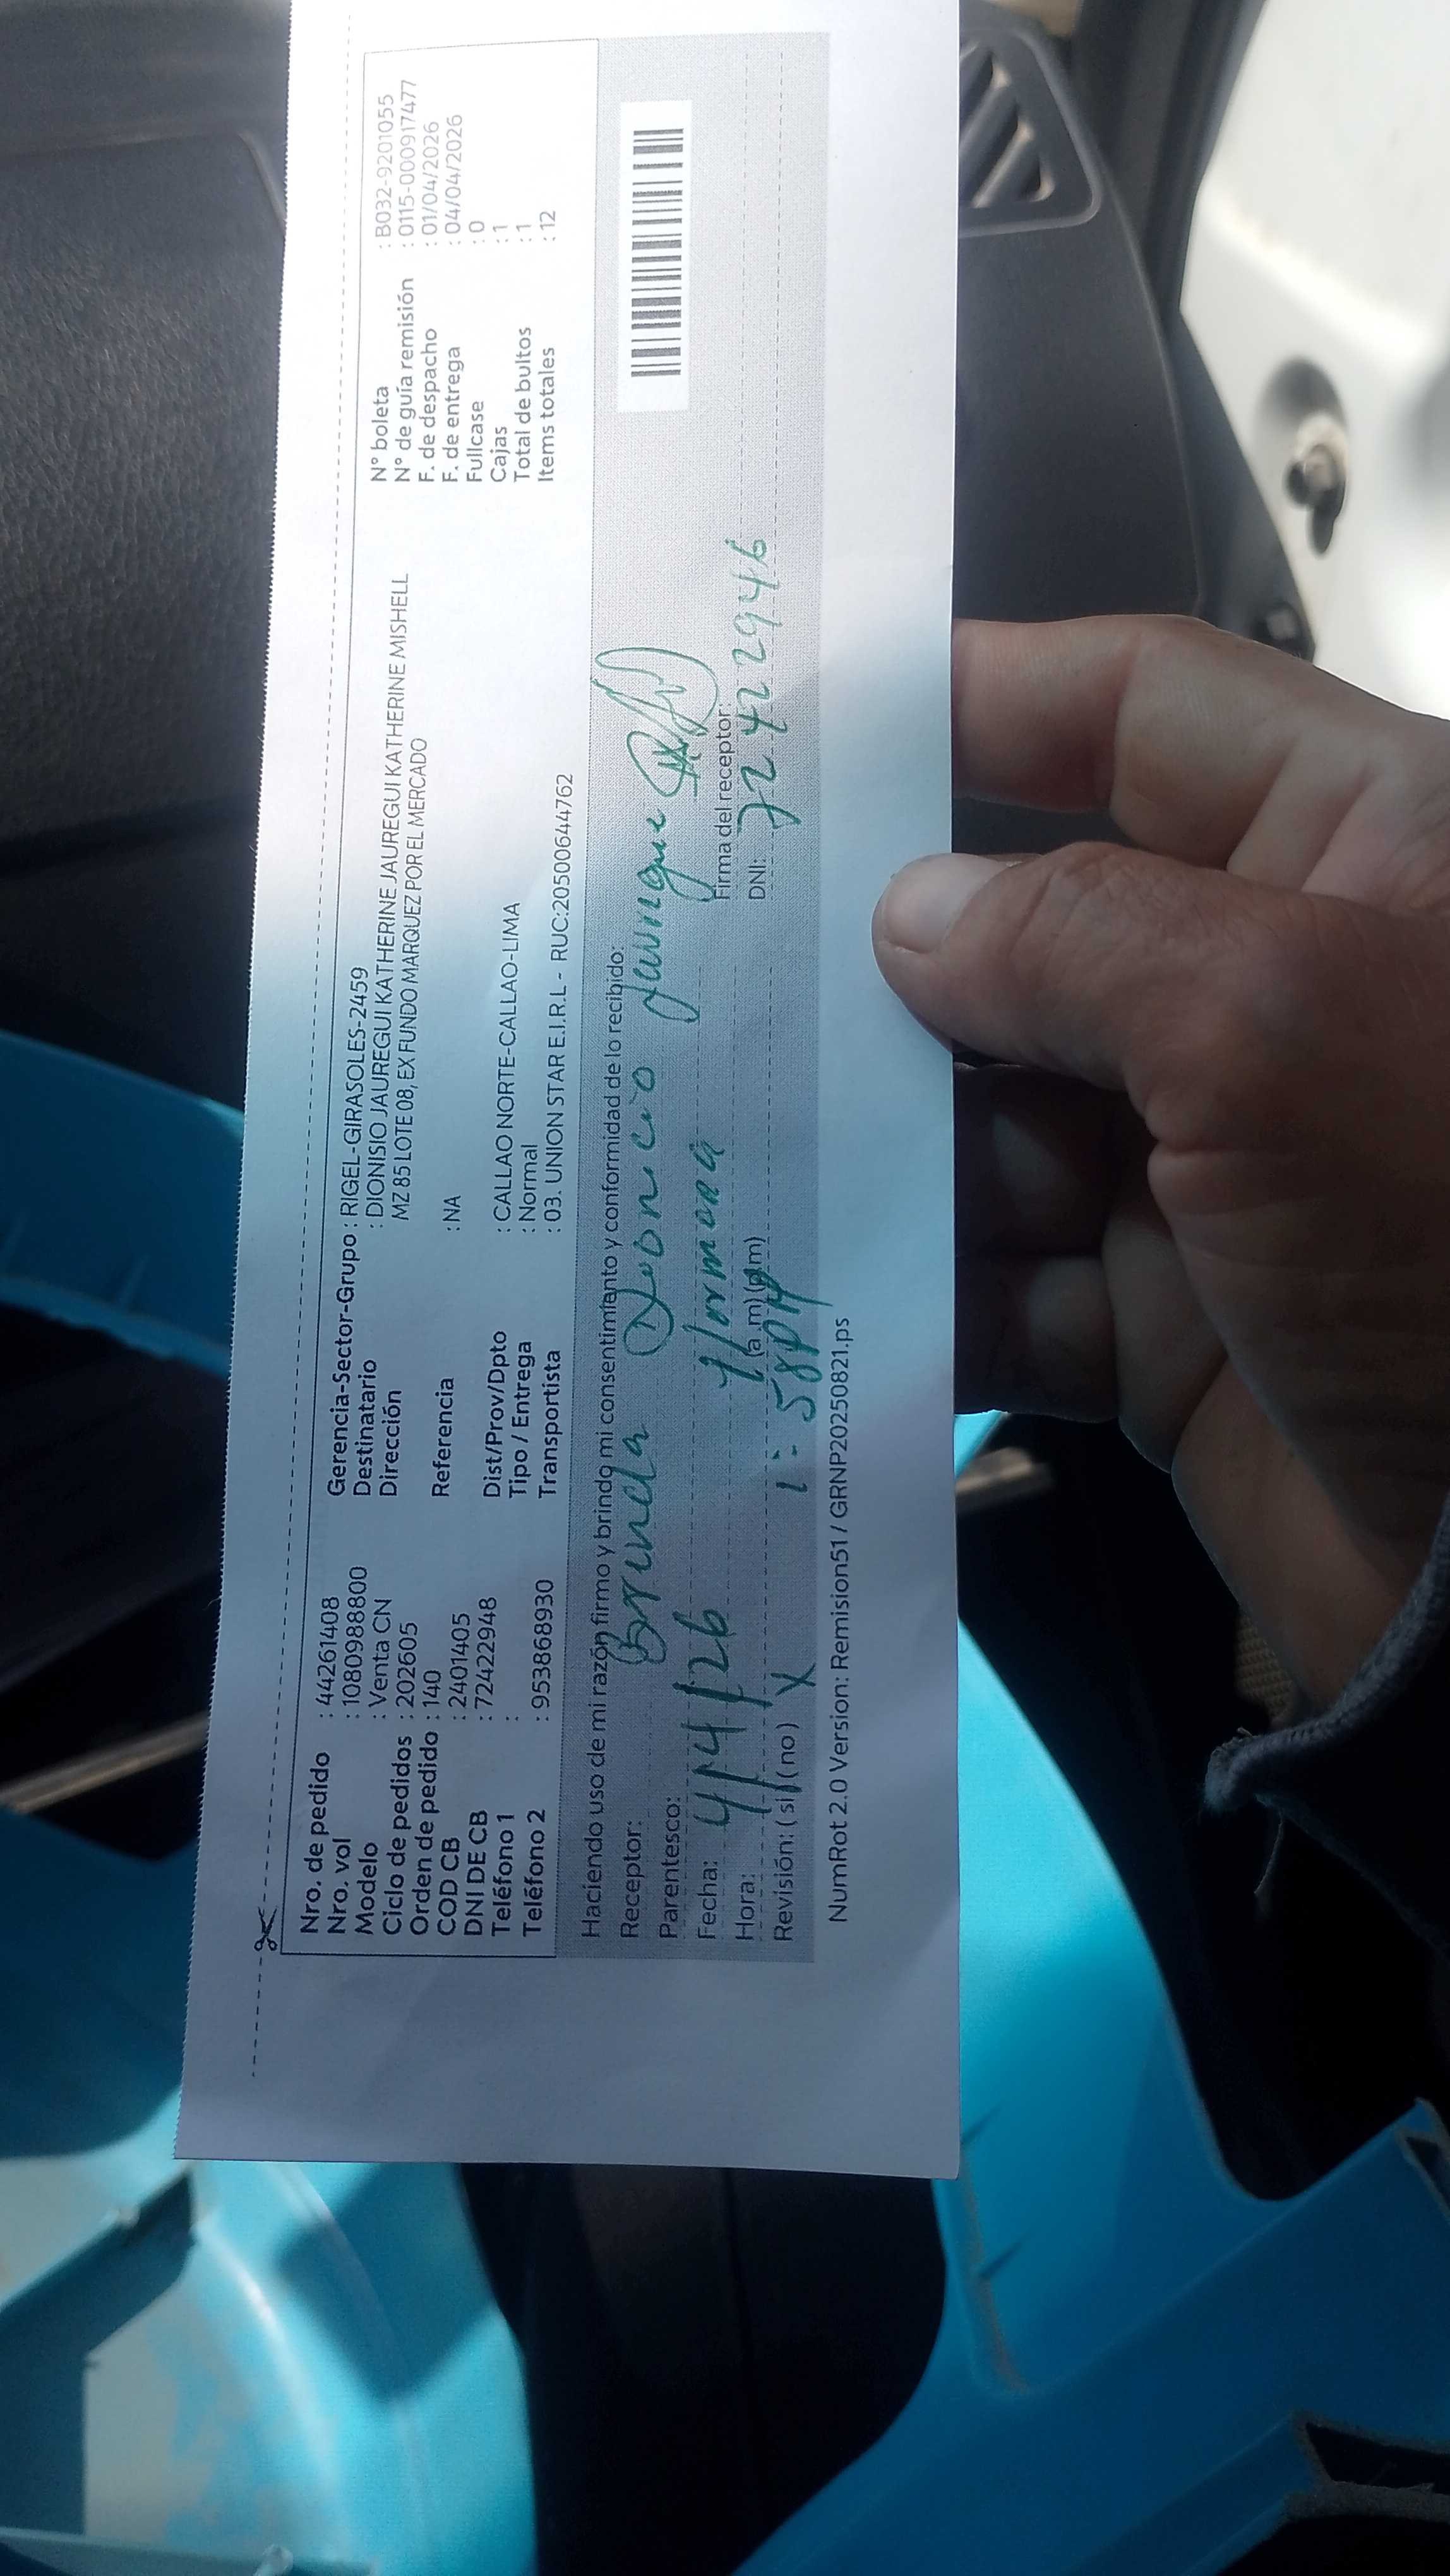 Nro. de pedido : 44261408
Nro. vol : 1080988800
Modelo : Venta CN
Ciclo de pedidos : 202605
Orden de pedido : 140
COD CB : 2401405
DNI DE CB : 72422948
Teléfono 1 :
Teléfono 2 : 953868930
Gerencia-Sector-Grupo : RIGEL-GIRASOLES-2459
Destinatario : DIONISIO JAUREGUI KATHERINE JAUREGUI KATHERINE MISHELL
Dirección MZ 85 LOTE 08, EX FUNDO MARQUEZ POR EL MERCADO
Referencia : NA
Dist/Prov/Dpto : CALLAO NORTE-CALLAO-LIMA
Tipo / Entrega : Normal
Transportista : 03. UNION STAR E.I.R.L - RUC:20500644762
N° boleta : B032-9201055
N° de guía remisión : 0115-000917477
F. de despacho : 01/04/2026
F. de entrega : 04/04/2026
Fullcase : 0
Cajas : 1
Total de bultos : 1
Items totales : 12
Haciendo uso de mi razón firmo y brindo mi consentimiento y conformidad de lo recibido:
Receptor: Brenda
Parentesco: Hermana
Fecha: 4/4/26
Hora: 1:58 PM (a.m) (p.m)
Revisión: (si) (no) X
Firma del receptor:
DNI: 72422946
NumRot 2.0 Version: Remision51 / GRNP20250821.ps